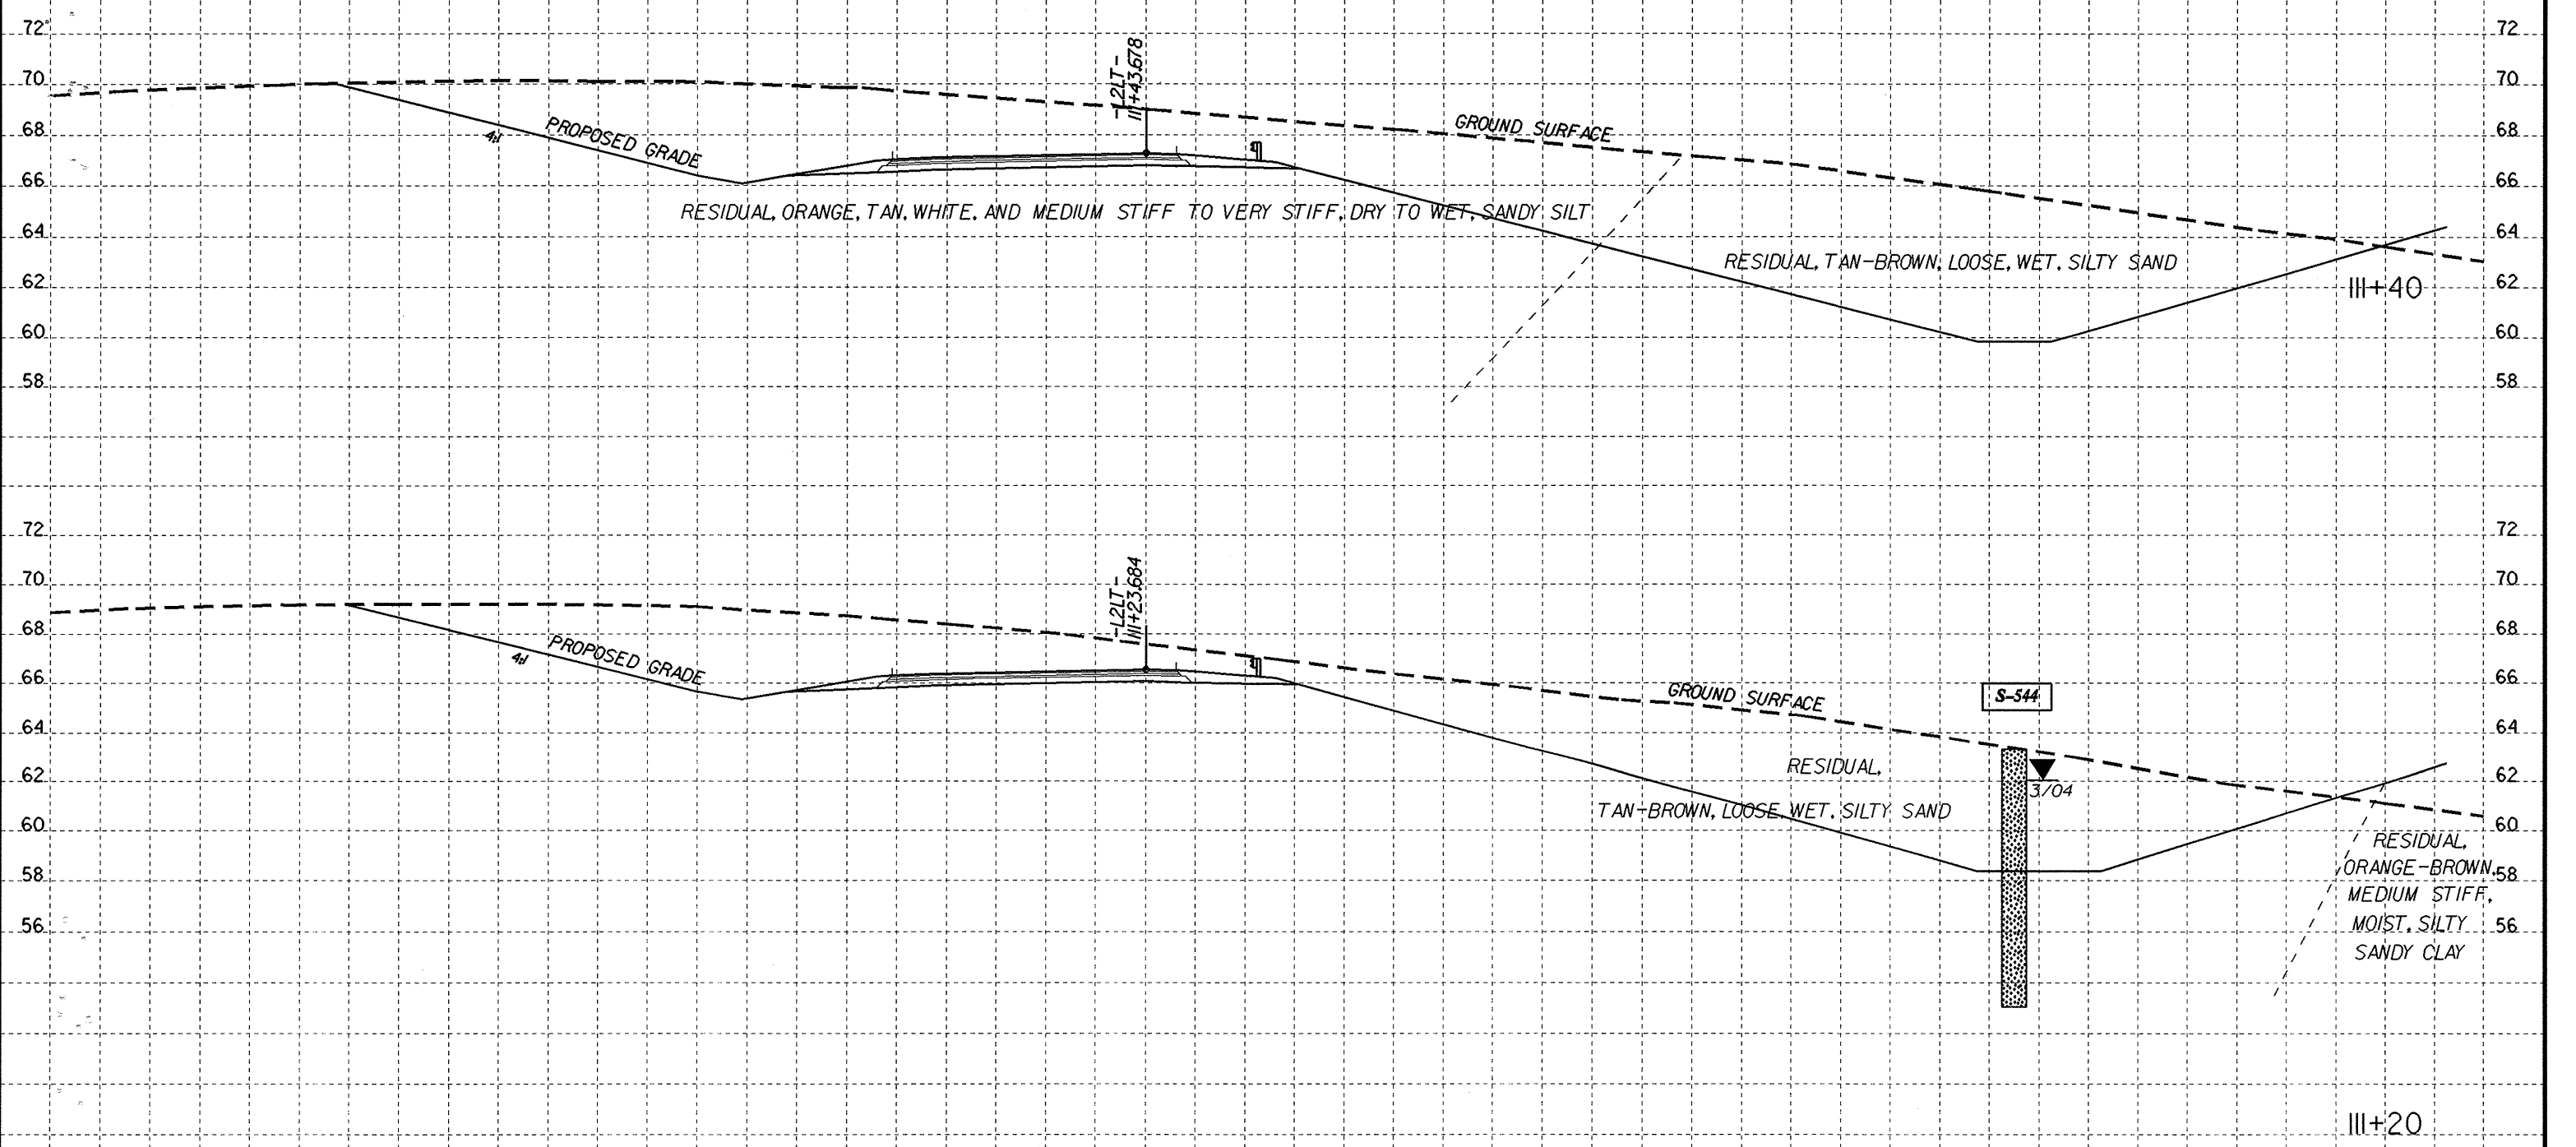 72 72
-L2LT-
III+43.678
70 70
GROUND SURFACE
68 4:1 PROPOSED GRADE 68
66 66
RESIDUAL, ORANGE, TAN, WHITE, AND MEDIUM STIFF TO VERY STIFF, DRY TO WET, SANDY SILT
64 64
RESIDUAL, TAN-BROWN, LOOSE, WET, SILTY SAND
62 III+40 62
60 60
58 58
72 72
-L2LT-
III+23.684
70 70
68 68
4:1 PROPOSED GRADE
66 GROUND SURFACE S-544 66
64 64
RESIDUAL,
62 62
3/04
TAN-BROWN, LOOSE, WET, SILTY SAND
60 60
RESIDUAL,
ORANGE-BROWN,
58 58
MEDIUM STIFF,
MOIST, SILTY
56 56
SANDY CLAY
III+20